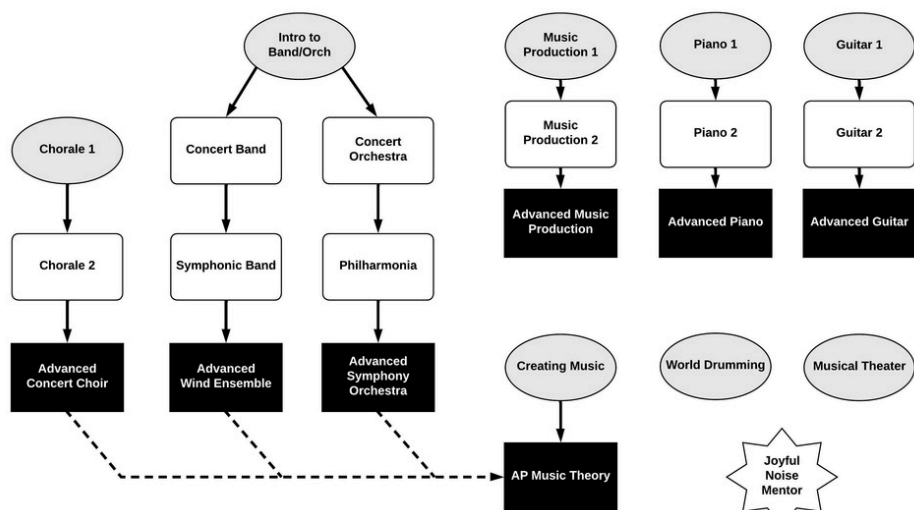 Intro to
Band/Orch
Music
Production 1
Piano 1
Guitar 1
Chorale 1
Concert Band
Concert
Orchestra
Music
Production 2
Piano 2
Guitar 2
Advanced Music
Production
Advanced Piano
Advanced Guitar
Chorale 2
Symphonic Band
Philharmonia
Advanced
Concert Choir
Advanced
Wind Ensemble
Advanced
Symphony
Orchestra
Creating Music
World Drumming
Musical Theater
AP Music Theory
Joyful
Noise
Mentor